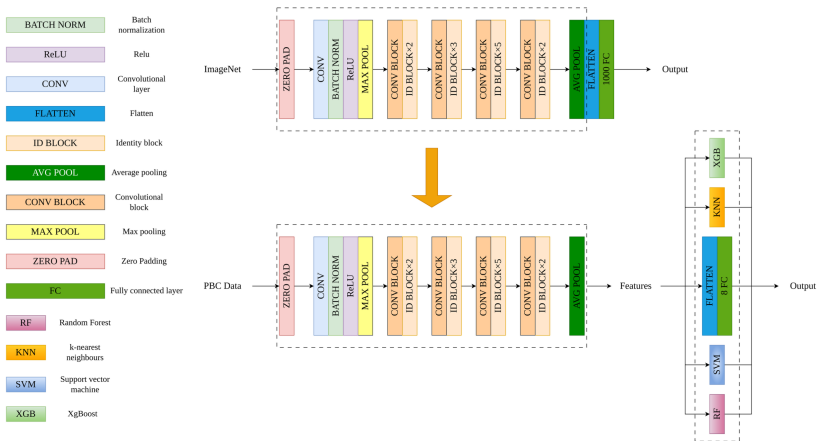 BATCH NORM
Batch
normalization
ReLU
Relu
CONV
Convolutional
layer
FLATTEN
Flatten
ID BLOCK
Identity block
AVG POOL
Average pooling
CONV BLOCK
Convolutional
block
MAX POOL
Max pooling
ZERO PAD
Zero Padding
FC
Fully connected layer
RF
Random Forest
KNN
k-nearest
neighbours
SVM
Support vector
machine
XGB
XgBoost
ImageNet
ZERO PAD
CONV
BATCH NORM
ReLU
MAX POOL
CONV BLOCK
ID BLOCK×2
CONV BLOCK
ID BLOCK×3
CONV BLOCK
ID BLOCK×5
CONV BLOCK
ID BLOCK×2
AVG POOL
FLATTEN
1000 FC
Output
PBC Data
ZERO PAD
CONV
BATCH NORM
ReLU
MAX POOL
CONV BLOCK
ID BLOCK×2
CONV BLOCK
ID BLOCK×3
CONV BLOCK
ID BLOCK×5
CONV BLOCK
ID BLOCK×2
AVG POOL
Features
XGB
KNN
FLATTEN
8 FC
SVM
RF
Output